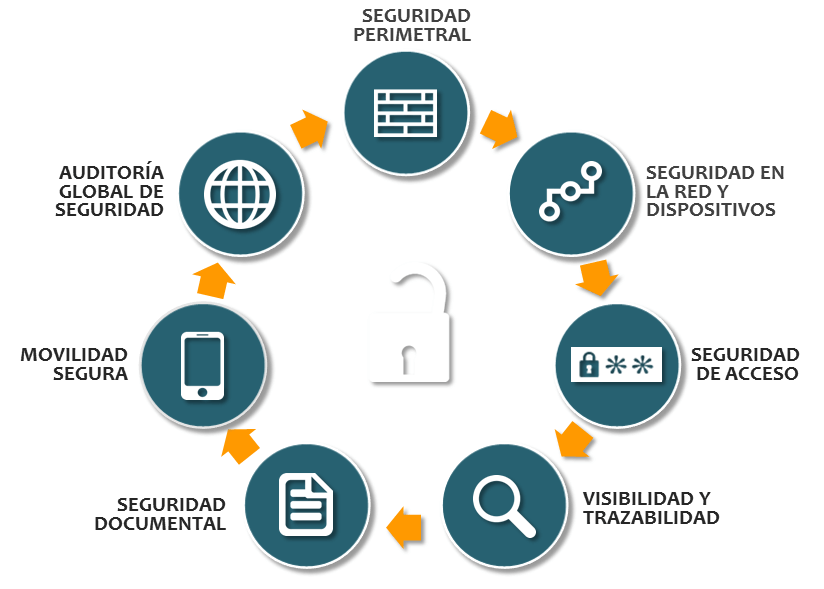 SEGURIDAD
PERIMETRAL
SEGURIDAD EN
LA RED Y
DISPOSITIVOS
SEGURIDAD
DE ACCESO
**
VISIBILIDAD Y
TRAZABILIDAD
SEGURIDAD
DOCUMENTAL
MOVILIDAD
SEGURA
AUDITORÍA
GLOBAL DE
SEGURIDAD